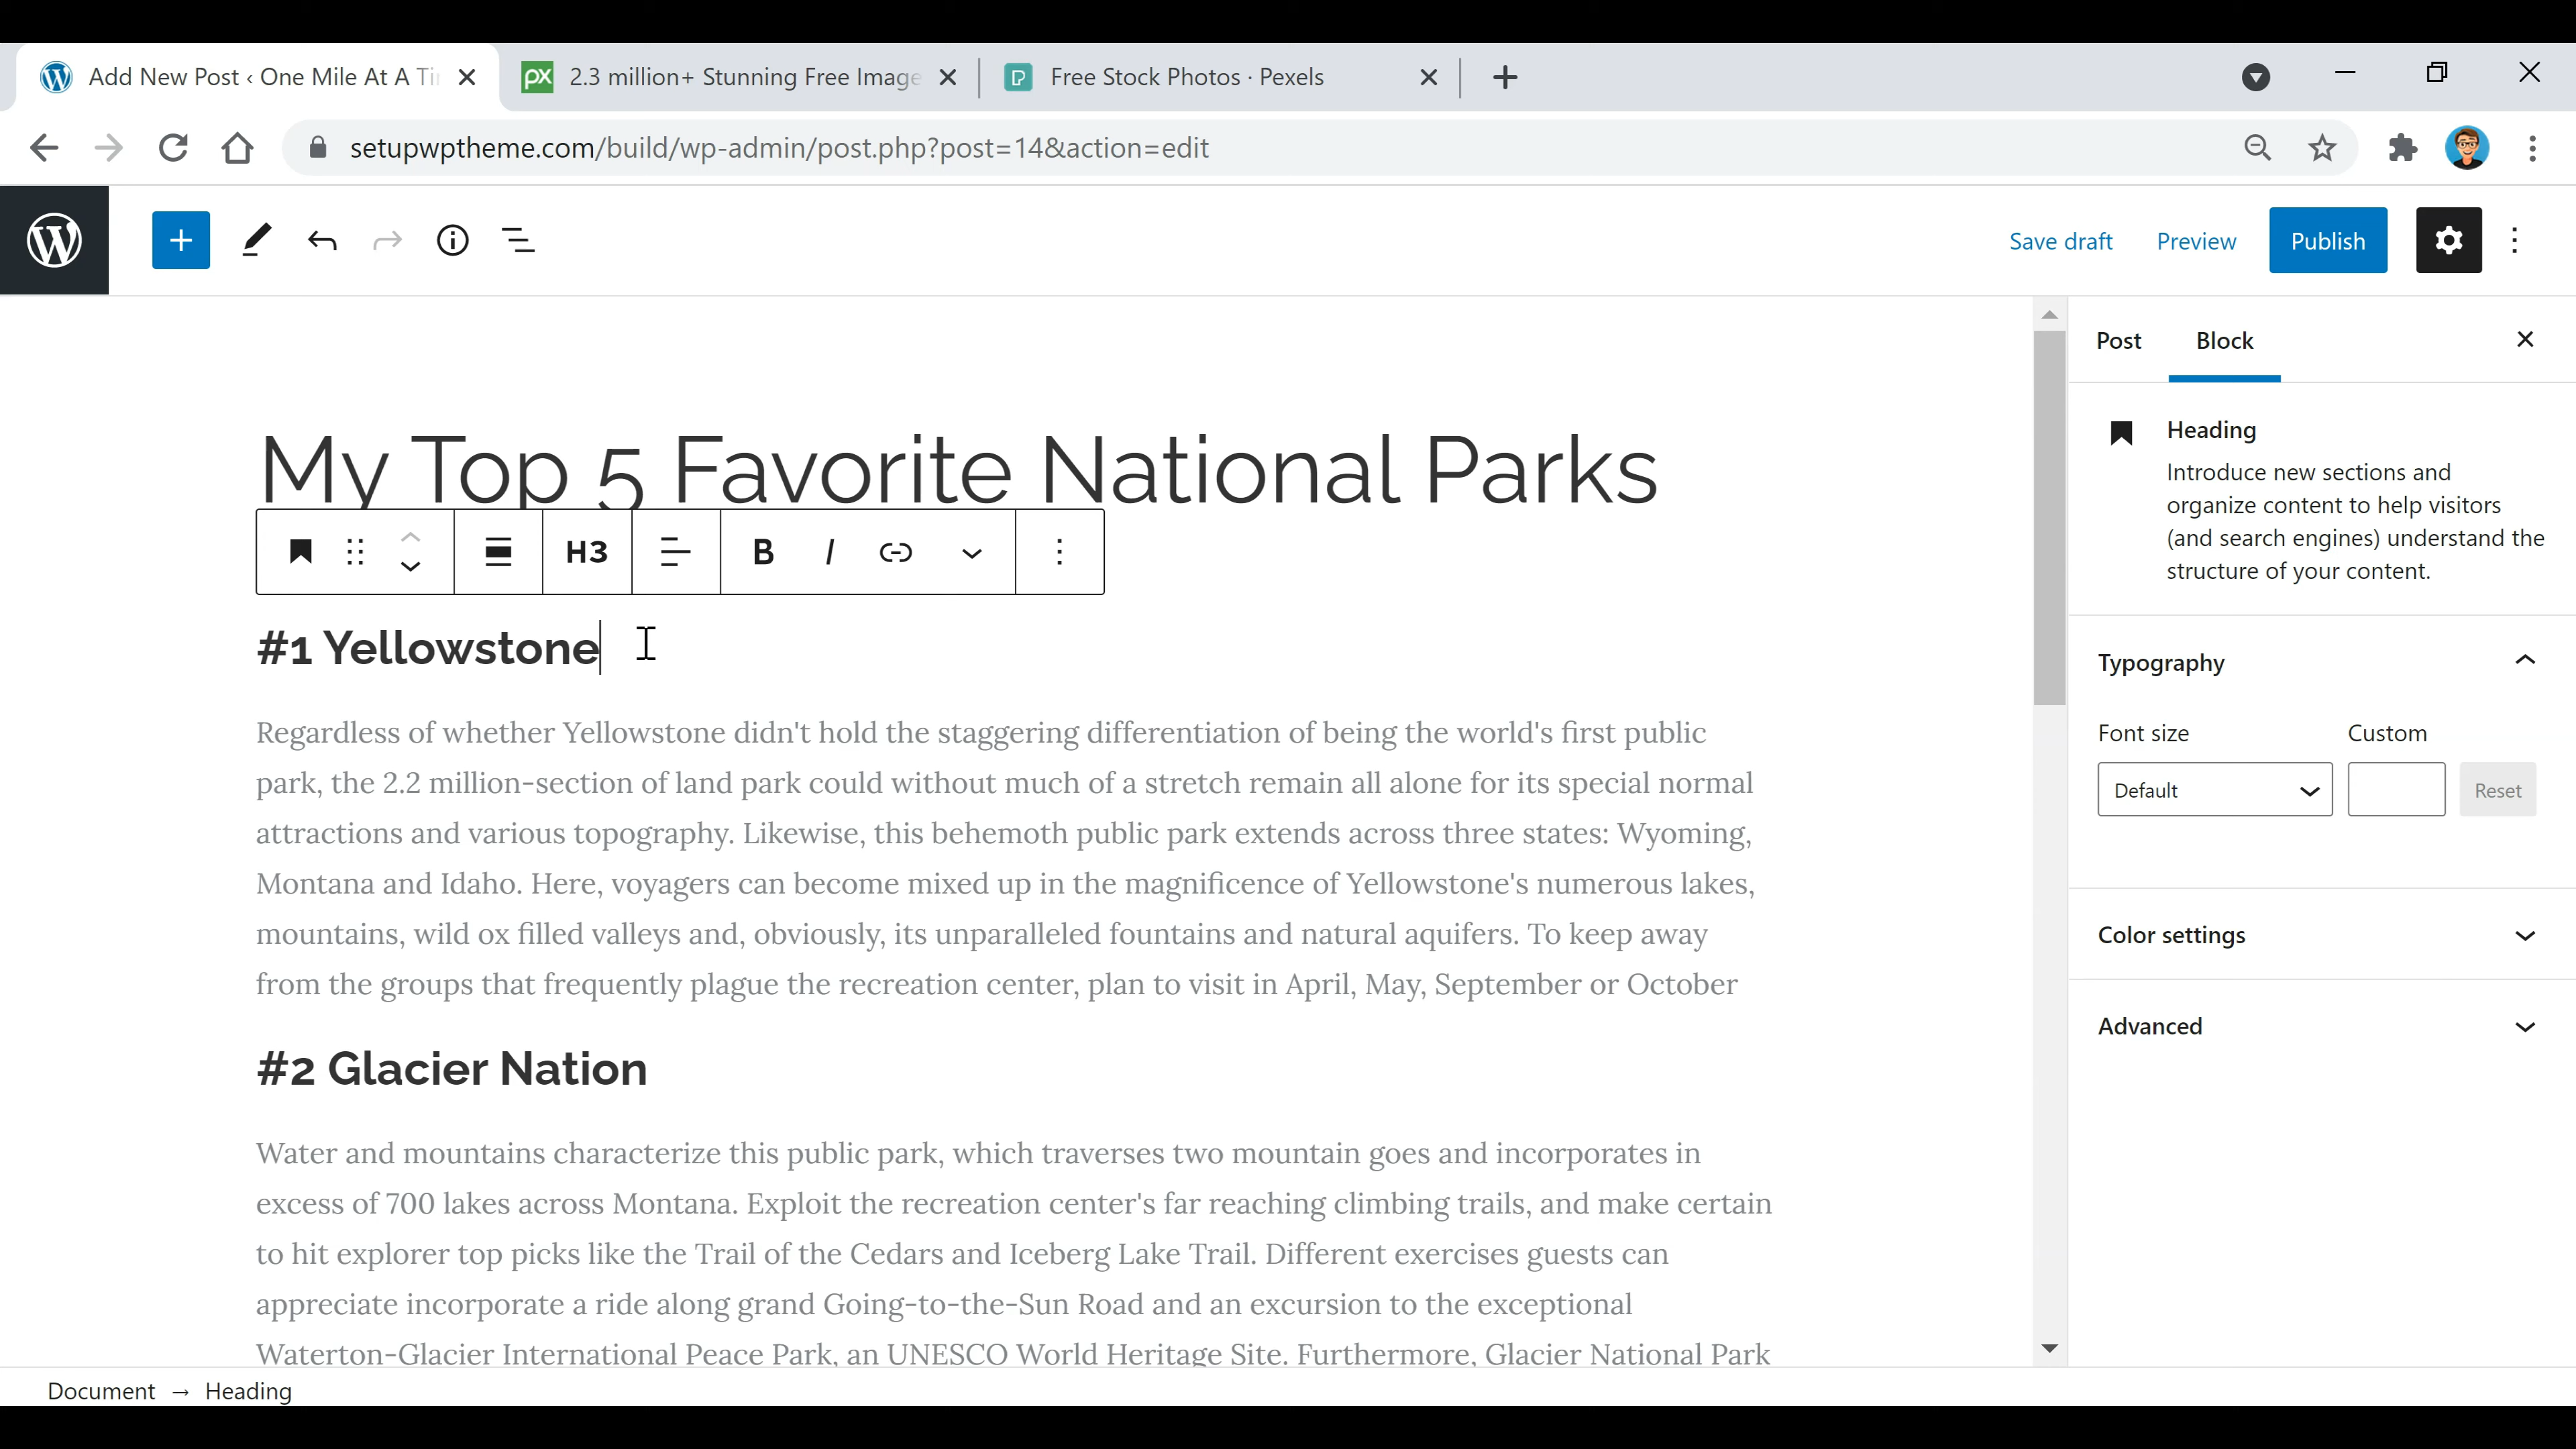 Add New Post ‹ One Mile At A Ti
2.3 million+ Stunning Free Image
Free Stock Photos · Pexels
setupwptheme.com/build/wp-admin/post.php?post=14&action=edit
Save draft
Preview
Publish
Post
Block
Heading
Introduce new sections and
organize content to help visitors
(and search engines) understand the
structure of your content.
Typography
Font size
Custom
Default
Reset
Color settings
Advanced
My Top 5 Favorite National Parks
H3
B I
#1 Yellowstone
Regardless of whether Yellowstone didn't hold the staggering differentiation of being the world's first public
park, the 2.2 million-section of land park could without much of a stretch remain all alone for its special normal
attractions and various topography. Likewise, this behemoth public park extends across three states: Wyoming,
Montana and Idaho. Here, voyagers can become mixed up in the magnificence of Yellowstone's numerous lakes,
mountains, wild ox filled valleys and, obviously, its unparalleled fountains and natural aquifers. To keep away
from the groups that frequently plague the recreation center, plan to visit in April, May, September or October
#2 Glacier Nation
Water and mountains characterize this public park, which traverses two mountain goes and incorporates in
excess of 700 lakes across Montana. Exploit the recreation center's far reaching climbing trails, and make certain
to hit explorer top picks like the Trail of the Cedars and Iceberg Lake Trail. Different exercises guests can
appreciate incorporate a ride along grand Going-to-the-Sun Road and an excursion to the exceptional
Waterton-Glacier International Peace Park, an UNESCO World Heritage Site. Furthermore, Glacier National Park
Document → Heading